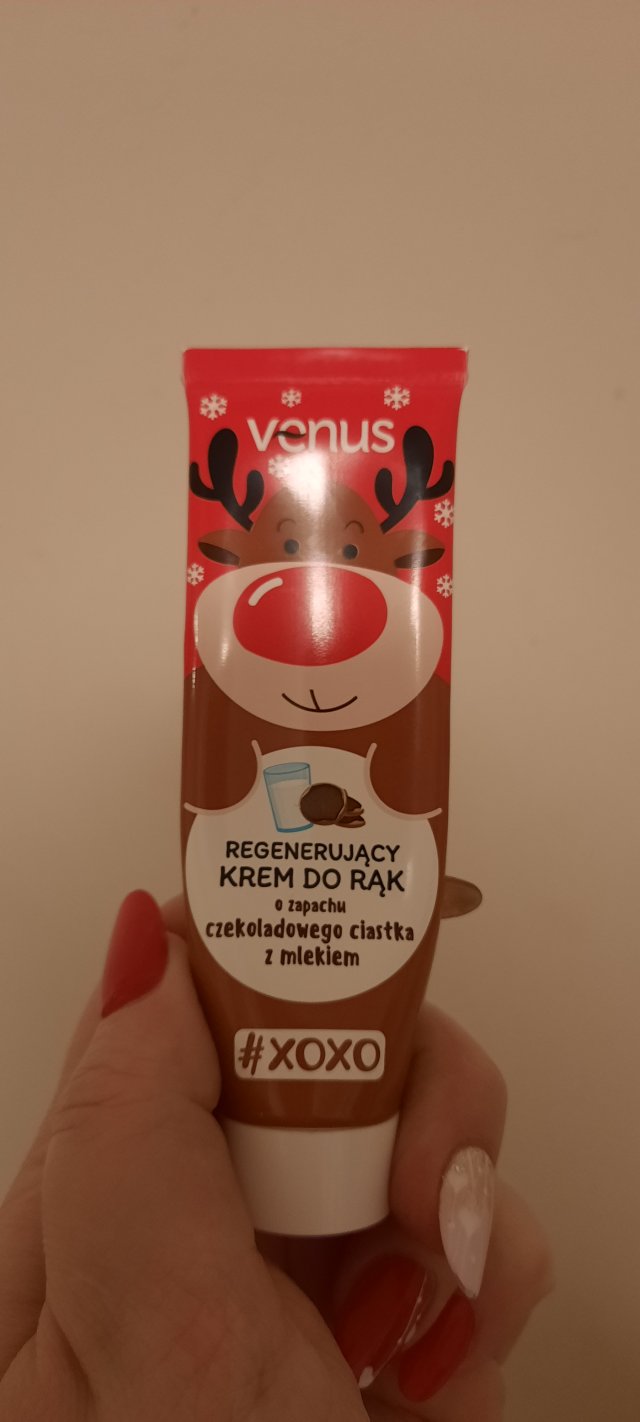 venus
REGENERUJĄCY
KREM DO RĄK
o zapachu
czekoladowego ciastka
z mlekiem
#XOXO